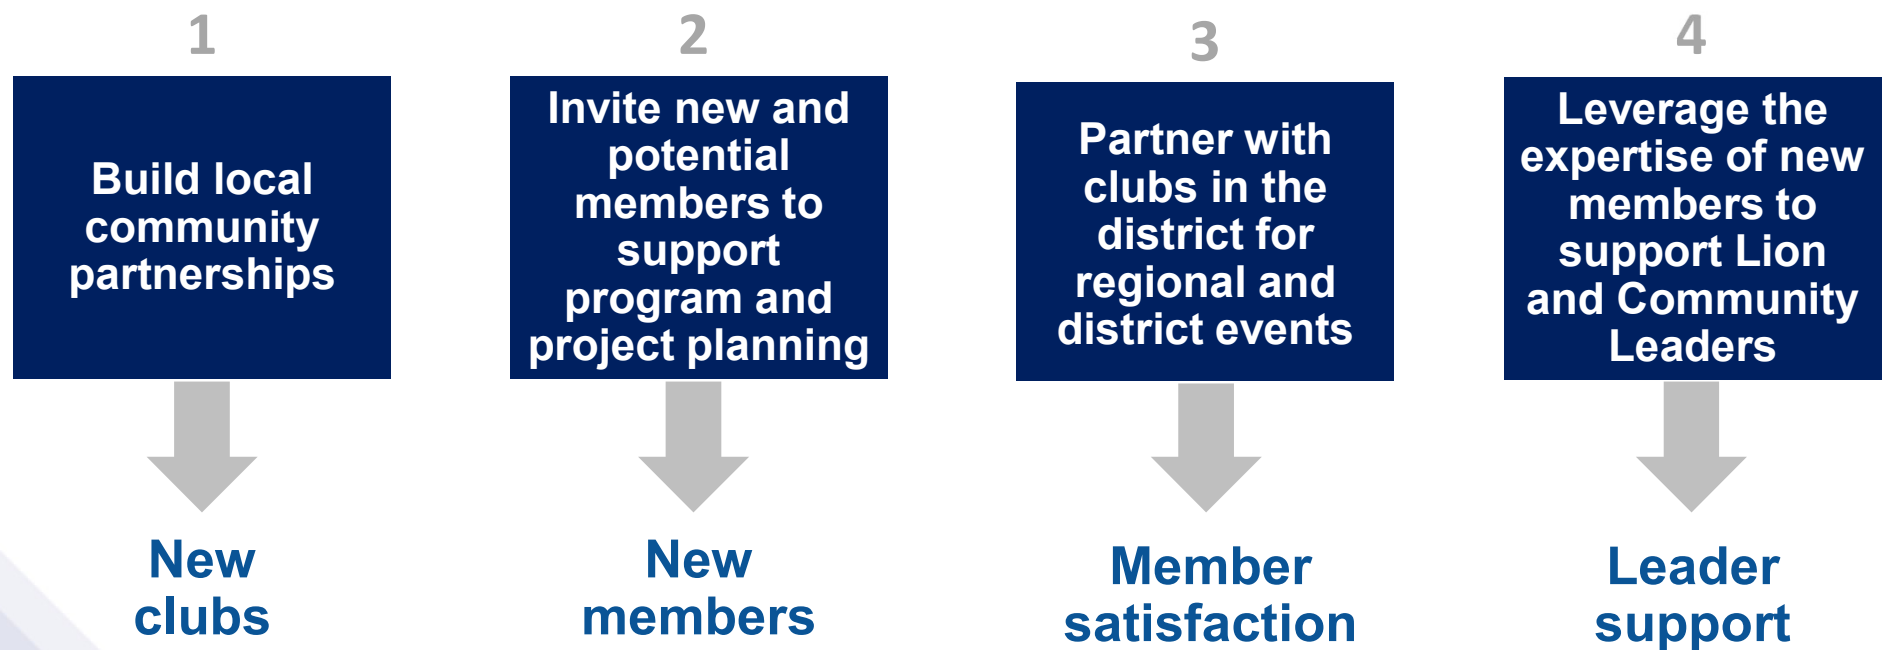 1
Build local
community
partnerships
New
clubs
2
Invite new and
potential
members to
support
program and
project planning
New
members
3
Partner with
clubs in the
district for
regional and
district events
Member
satisfaction
4
Leverage the
expertise of new
members to
support Lion
and Community
Leaders
Leader
support